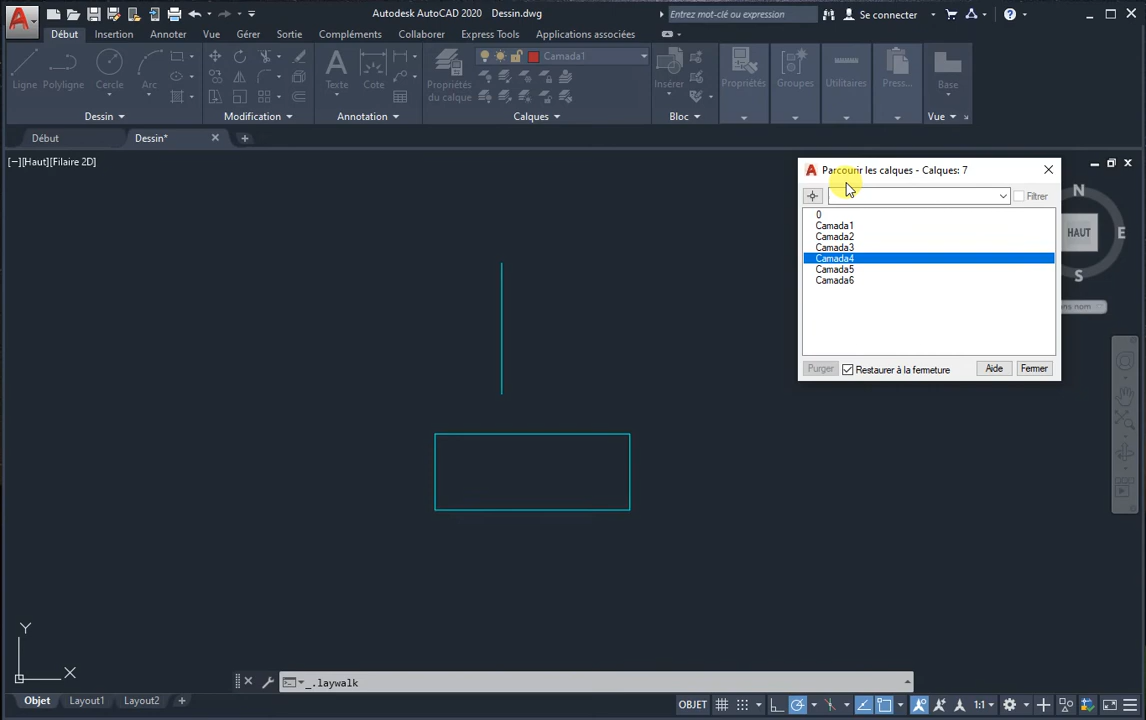 Autodesk AutoCAD 2020 Dessin.dwg
Entrez mot-clé ou expression
Se connecter
Début Insertion Annoter Vue Gérer Sortie Compléments Collaborer Express Tools Applications associées
Camada1
Ligne Polyligne Cercle Arc
Texte Cote
Propriétés du calque
Insérer
Propriétés Groupes Utilitaires Press... Base
Dessin Modification Annotation Calques Bloc Vue
Début Dessin*
[−][Haut][Filaire 2D]
Parcourir les calques - Calques: 7
Filtrer
0
Camada1
Camada2
Camada3
Camada4
Camada5
Camada6
Purger Restaurer à la fermeture Aide Fermer
N
HAUT E
S
ons nom
Y
X
_.laywalk
Objet Layout1 Layout2
OBJET 1:1